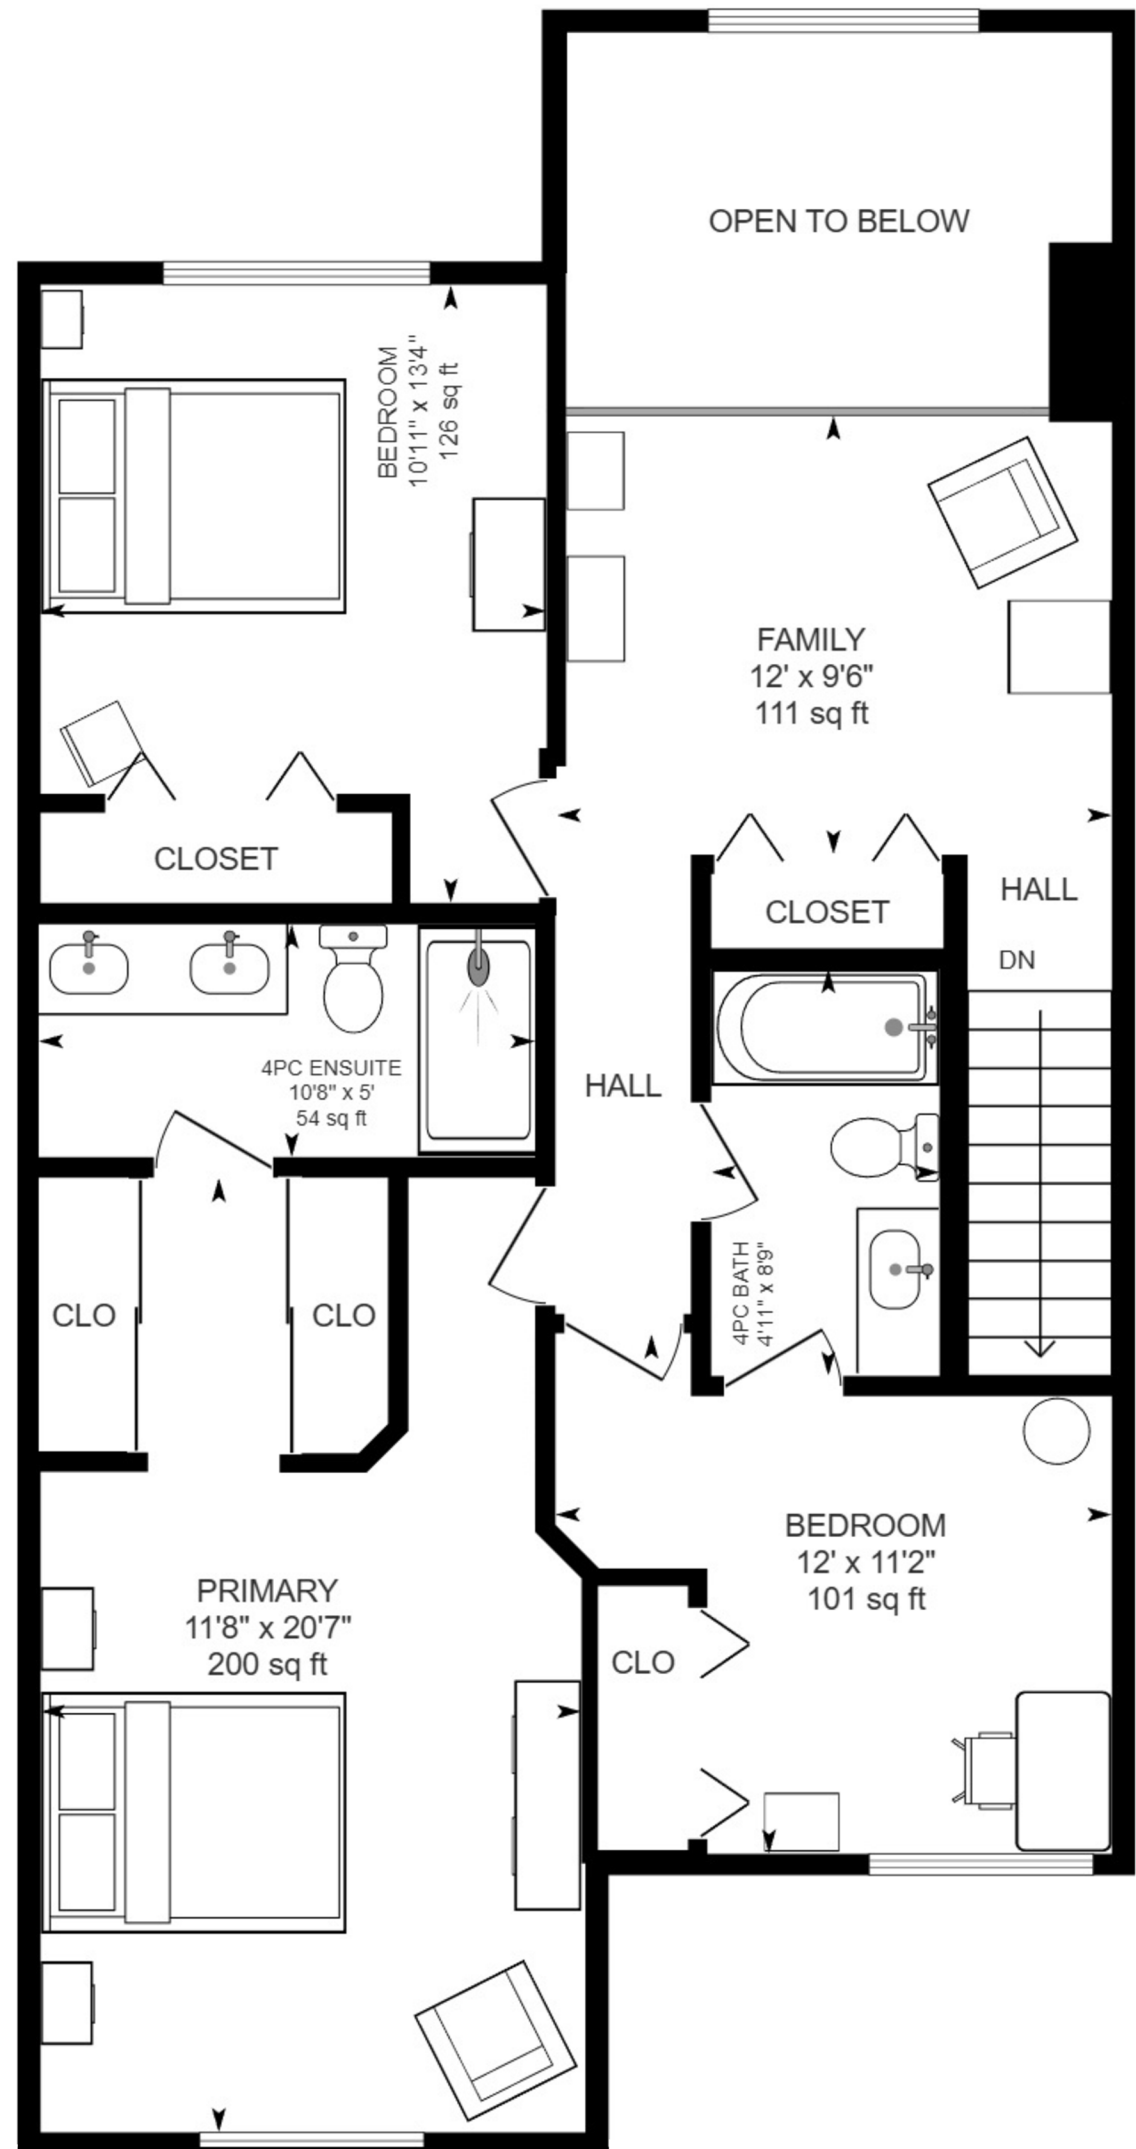 OPEN TO BELOW
BEDROOM
10'11" x 13'4"
126 sq ft
FAMILY
12' x 9'6"
111 sq ft
CLOSET
CLOSET
HALL
DN
4PC ENSUITE
10'8" x 5'
54 sq ft
HALL
4PC BATH
4'11" x 8'9"
CLO
CLO
BEDROOM
12' x 11'2"
101 sq ft
PRIMARY
11'8" x 20'7"
200 sq ft
CLO